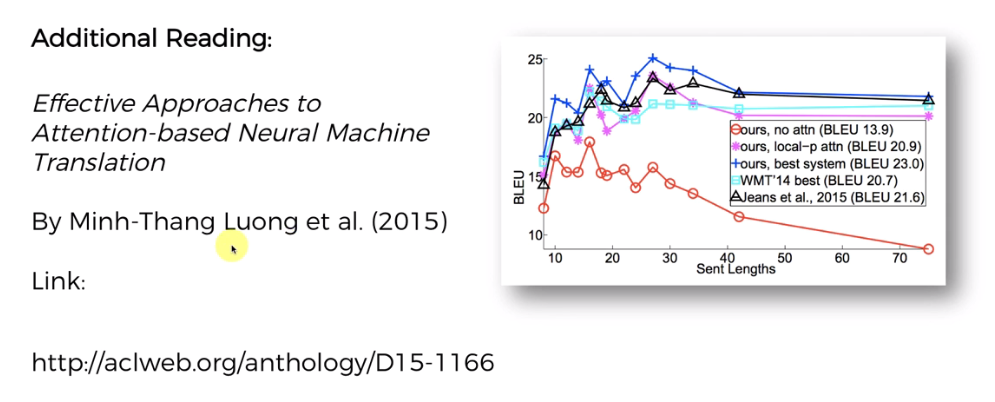 Additional Reading:
Effective Approaches to
Attention-based Neural Machine
Translation
By Minh-Thang Luong et al. (2015)
Link:
http://aclweb.org/anthology/D15-1166
25
20
15
10
BLEU
10 20 30 40 50 60 70
Sent Lengths
ours, no attn (BLEU 13.9)
ours, local-p attn (BLEU 20.9)
ours, best system (BLEU 23.0)
WMT'14 best (BLEU 20.7)
Jeans et al., 2015 (BLEU 21.6)